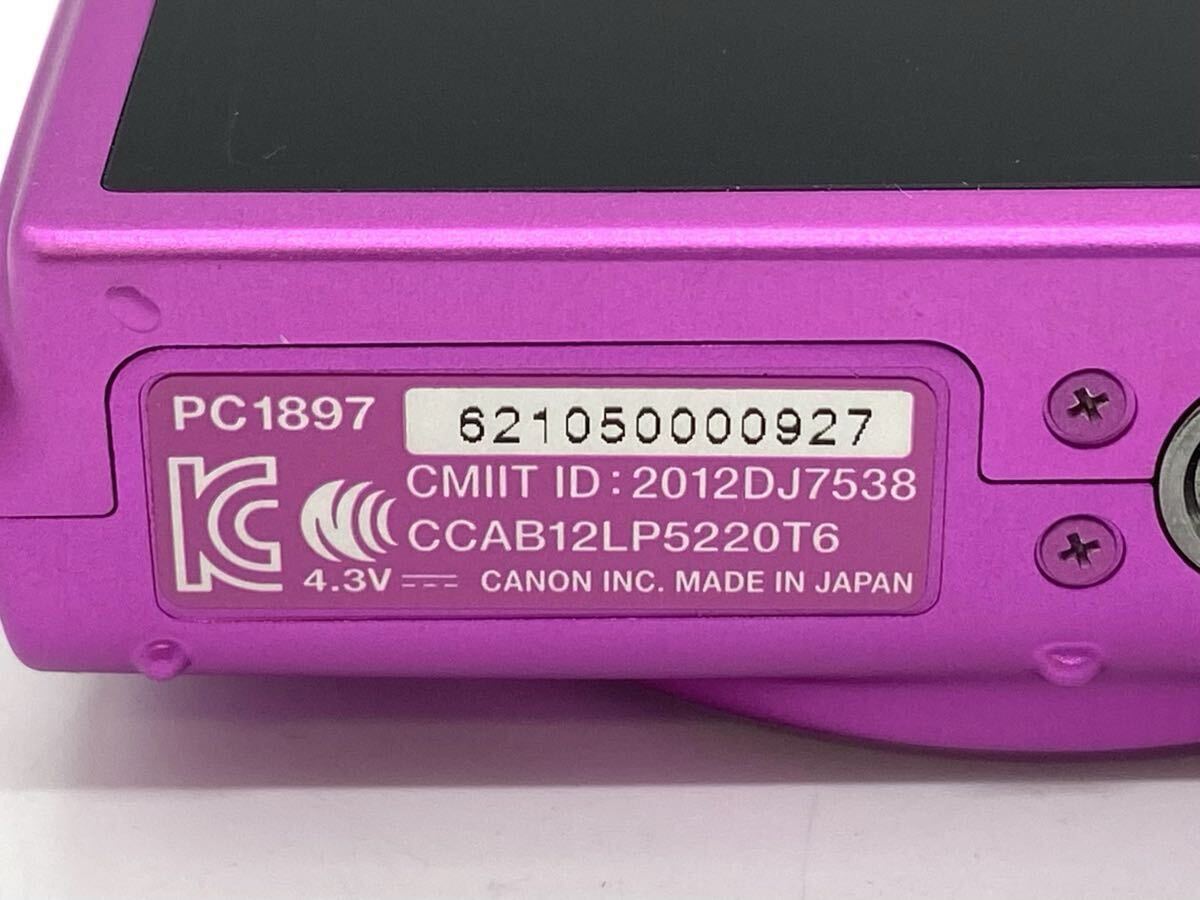 PC1897 621050000927
CMIIT ID : 2012DJ7538
CCAB12LP5220T6
4.3V CANON INC. MADE IN JAPAN